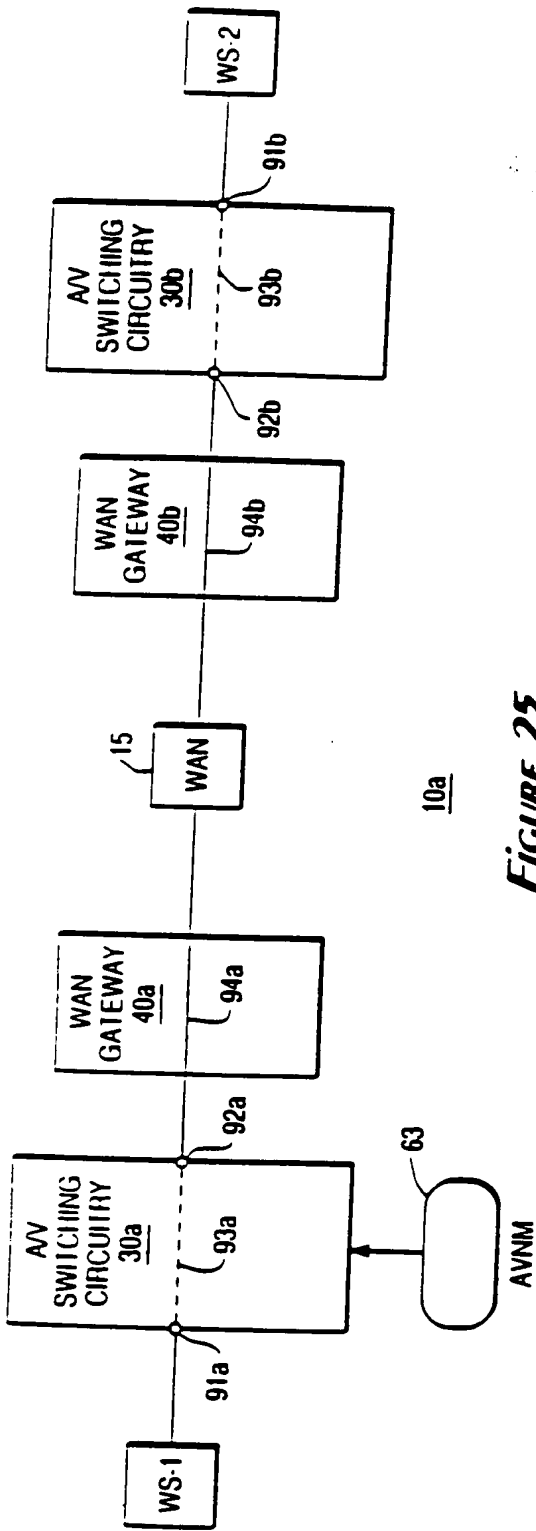 WS-1
91a
A/V
SWITCHING
CIRCUITRY
30a
93a
92a
63
AVNM
WAN
GATEWAY
40a
94a
15
WAN
10a
FIGURE 25
WAN
GATEWAY
40b
94b
92b
A/V
SWITCHING
CIRCUITRY
30b
93b
91b
WS-2